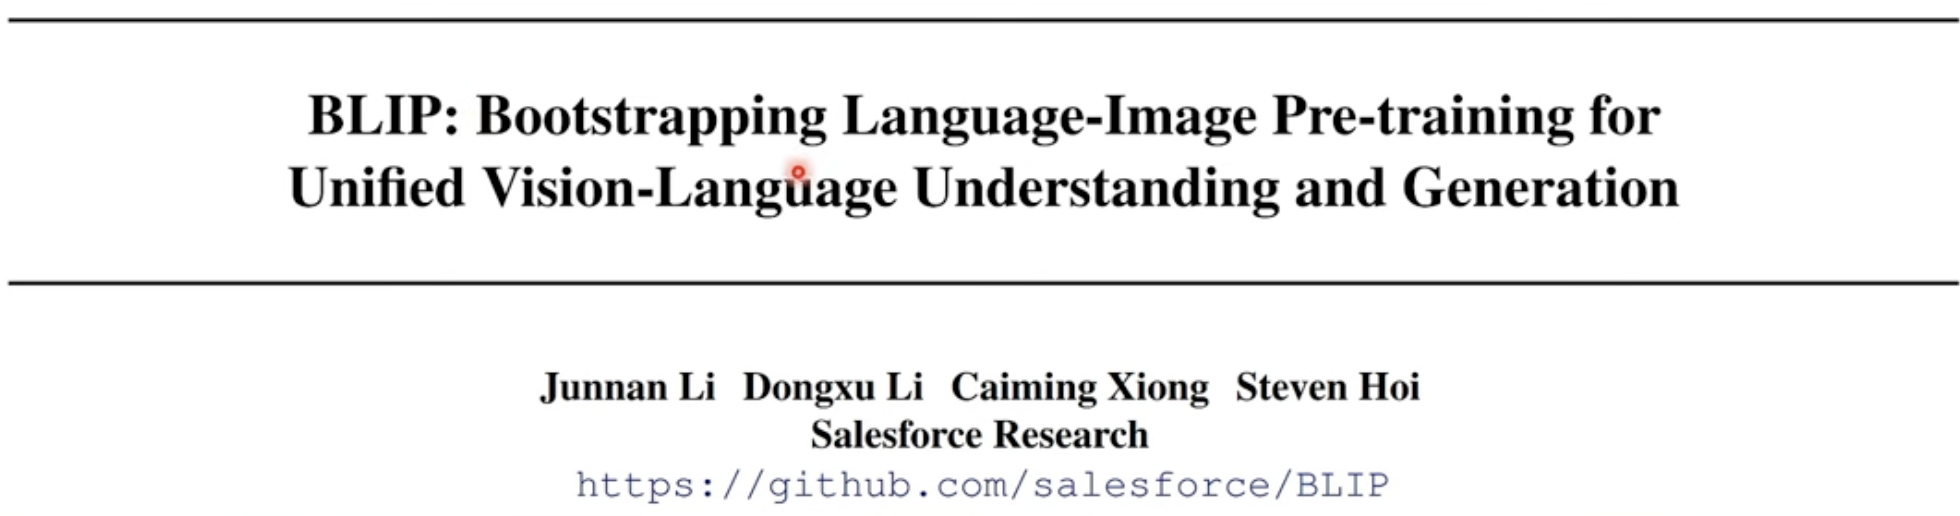 BLIP: Bootstrapping Language-Image Pre-training for
Unified Vision-Language Understanding and Generation
Junnan Li Dongxu Li Caiming Xiong Steven Hoi
Salesforce Research
https://github.com/salesforce/BLIP